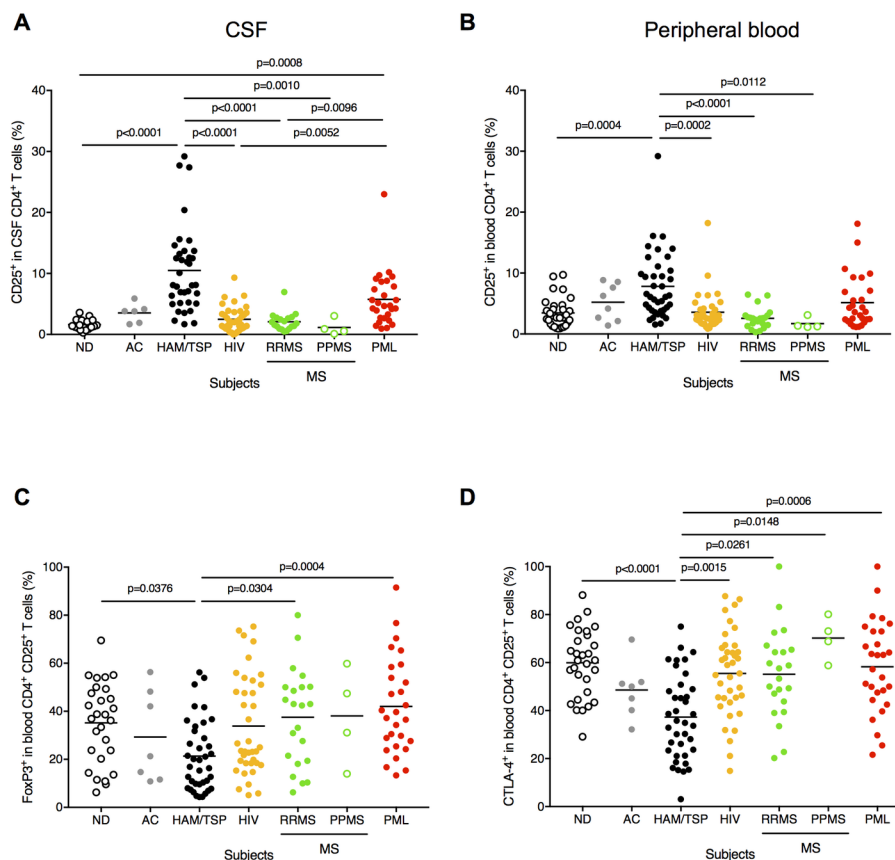 A
CSF
p=0.0008
p=0.0010
p<0.0001 p=0.0096
p<0.0001 p<0.0001 p=0.0052
CD25⁺ in CSF CD4⁺ T cells (%)
40
30
20
10
0
ND AC HAM/TSP HIV RRMS PPMS PML
Subjects MS
B
Peripheral blood
p=0.0112
p<0.0001
p=0.0004 p=0.0002
CD25⁺ in blood CD4⁺ T cells (%)
40
30
20
10
0
ND AC HAM/TSP HIV RRMS PPMS PML
Subjects MS
C
p=0.0004
p=0.0376 p=0.0304
FoxP3⁺ in blood CD4⁺ CD25⁺ T cells (%)
100
80
60
40
20
0
ND AC HAM/TSP HIV RRMS PPMS PML
Subjects MS
D
p=0.0006
p=0.0148
p=0.0261
p<0.0001 p=0.0015
CTLA-4⁺ in blood CD4⁺ CD25⁺ T cells (%)
100
80
60
40
20
0
ND AC HAM/TSP HIV RRMS PPMS PML
Subjects MS